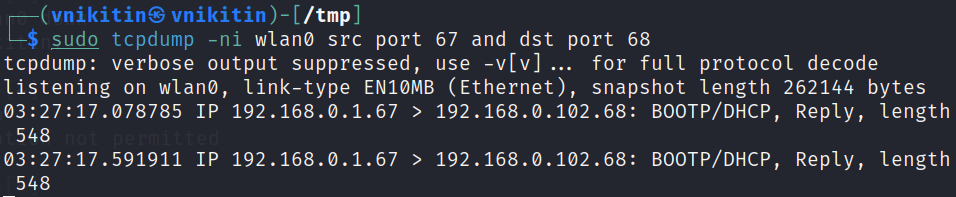 ┌──(vnikitin㉿vnikitin)-[/tmp]
└─$ sudo tcpdump -ni wlan0 src port 67 and dst port 68
tcpdump: verbose output suppressed, use -v[v]... for full protocol decode
listening on wlan0, link-type EN10MB (Ethernet), snapshot length 262144 bytes
03:27:17.078785 IP 192.168.0.1.67 > 192.168.0.102.68: BOOTP/DHCP, Reply, length
 548
03:27:17.591911 IP 192.168.0.1.67 > 192.168.0.102.68: BOOTP/DHCP, Reply, length
 548
not permitted